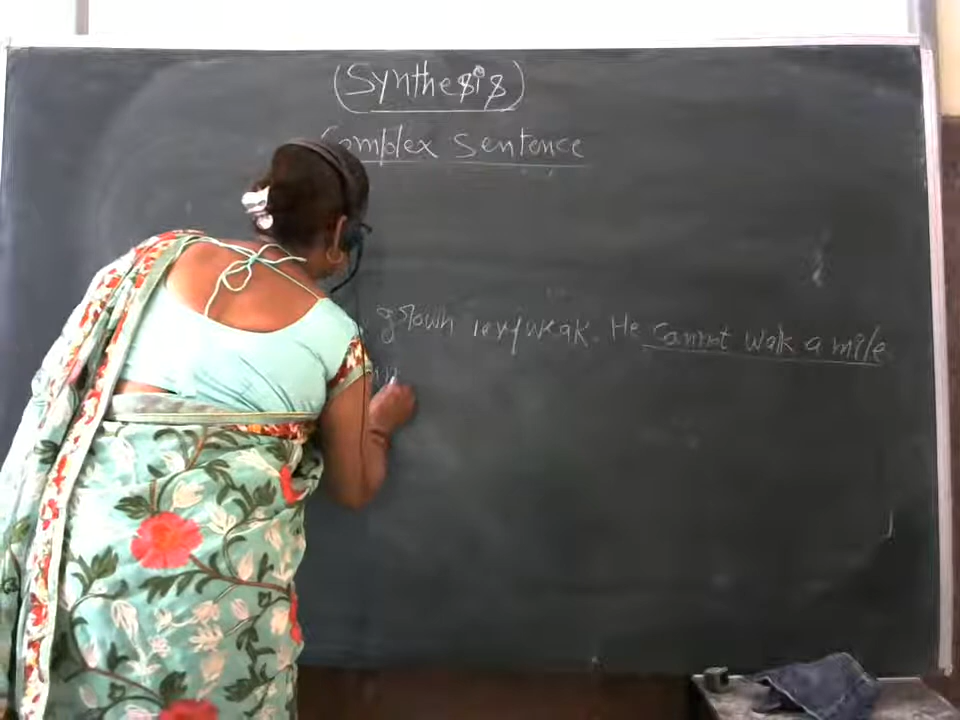 (Synthesis)
Complex Sentence
grown very weak. He cannot walk a mile